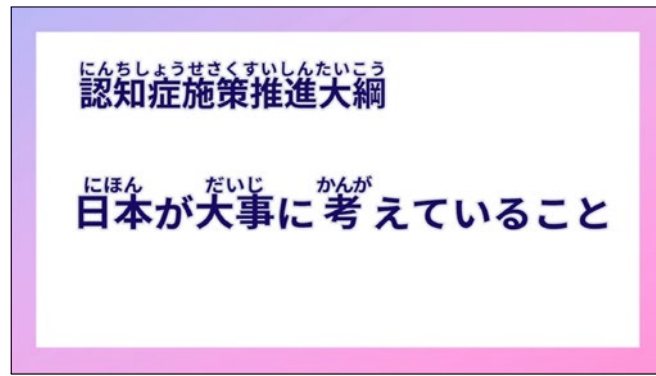 にんちしょうせさくすいしんたいこう
認知症施策推進大綱
にほん だいじ かんが
日本が大事に考えていること